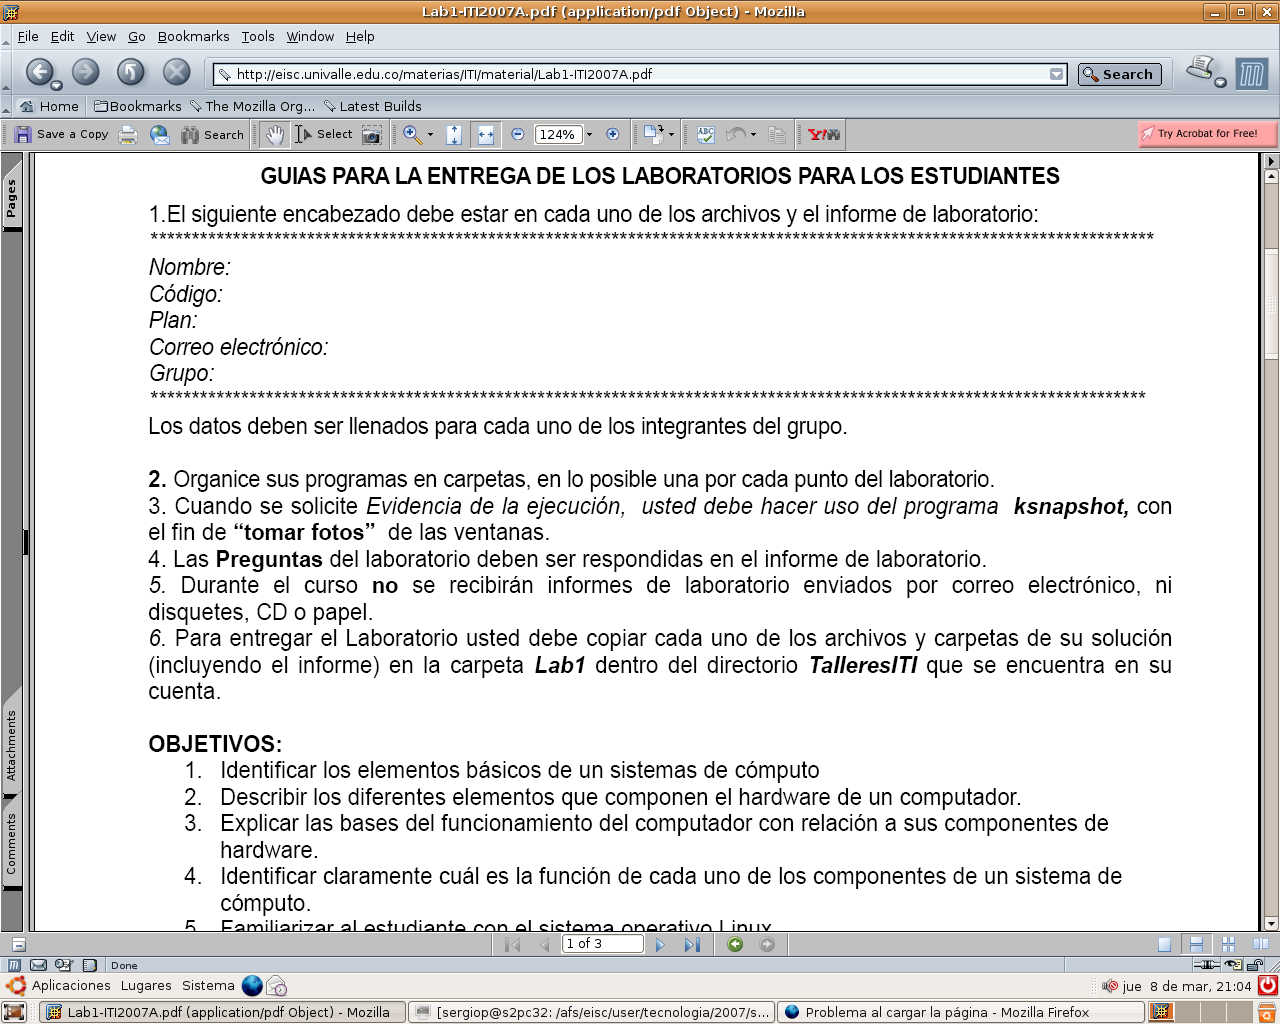 Lab1-ITI2007A.pdf (application/pdf Object) - Mozilla
File Edit View Go Bookmarks Tools Window Help
http://eisc.univalle.edu.co/materias/ITI/material/Lab1-ITI2007A.pdf Search
Home Bookmarks The Mozilla Org... Latest Builds
Save a Copy Search Select 124% ABC Y! Try Acrobat for Free!
Pages
Attachments
Comments
GUIAS PARA LA ENTREGA DE LOS LABORATORIOS PARA LOS ESTUDIANTES
1.El siguiente encabezado debe estar en cada uno de los archivos y el informe de laboratorio:
Nombre:
Código:
Plan:
Correo electrónico:
Grupo:
Los datos deben ser llenados para cada uno de los integrantes del grupo.
2. Organice sus programas en carpetas, en lo posible una por cada punto del laboratorio.
3. Cuando se solicite Evidencia de la ejecución, usted debe hacer uso del programa ksnapshot, con
el fin de “tomar fotos” de las ventanas.
4. Las Preguntas del laboratorio deben ser respondidas en el informe de laboratorio.
5. Durante el curso no se recibirán informes de laboratorio enviados por correo electrónico, ni
disquetes, CD o papel.
6. Para entregar el Laboratorio usted debe copiar cada uno de los archivos y carpetas de su solución
(incluyendo el informe) en la carpeta Lab1 dentro del directorio TalleresITI que se encuentra en su
cuenta.
OBJETIVOS:
1. Identificar los elementos básicos de un sistemas de cómputo
2. Describir los diferentes elementos que componen el hardware de un computador.
3. Explicar las bases del funcionamiento del computador con relación a sus componentes de
hardware.
4. Identificar claramente cuál es la función de cada uno de los componentes de un sistema de
cómputo.
5. Familiarizar al estudiante con el sistema operativo Linux
1 of 3
Done
Aplicaciones Lugares Sistema jue 8 de mar, 21:04
Lab1-ITI2007A.pdf (application/pdf Object) - Mozilla [sergiop@s2pc32: /afs/eisc/user/tecnologia/2007/s... Problema al cargar la página - Mozilla Firefox